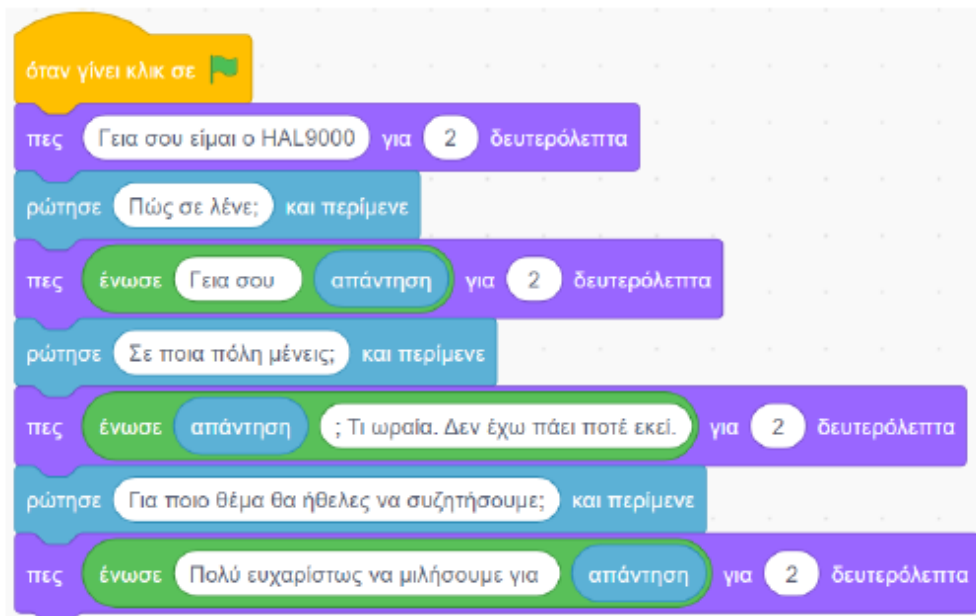 όταν γίνει κλικ σε
πες Γεια σου είμαι ο HAL9000 για 2 δευτερόλεπτα
ρώτησε Πώς σε λένε; και περίμενε
πες ένωσε Γεια σου απάντηση για 2 δευτερόλεπτα
ρώτησε Σε ποια πόλη μένεις; και περίμενε
πες ένωσε απάντηση ; Τι ωραία. Δεν έχω πάει ποτέ εκεί. για 2 δευτερόλεπτα
ρώτησε Για ποιο θέμα θα ήθελες να συζητήσουμε; και περίμενε
πες ένωσε Πολύ ευχαρίστως να μιλήσουμε για απάντηση για 2 δευτερόλεπτα